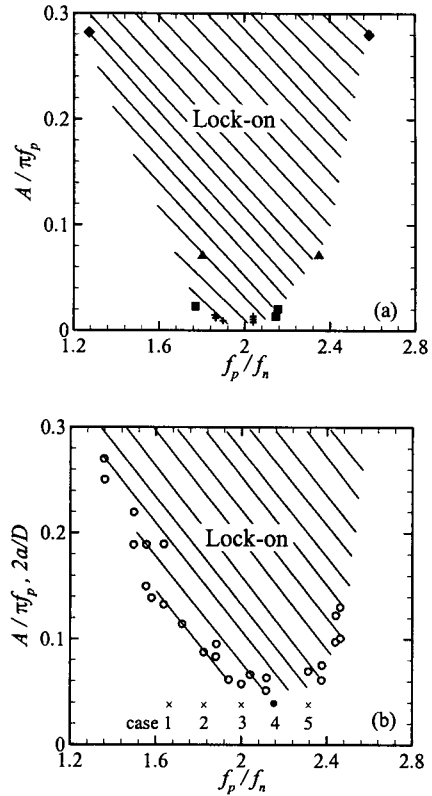 0.3
0.2
0.1
0
A / πf_p
Lock-on
(a)
1.2 1.6 2.0 2.4 2.8
f_p / f_n
0.3
0.2
0.1
0
A / πf_p , 2a/D
Lock-on
case 1 2 3 4 5
(b)
1.2 1.6 2.0 2.4 2.8
f_p / f_n